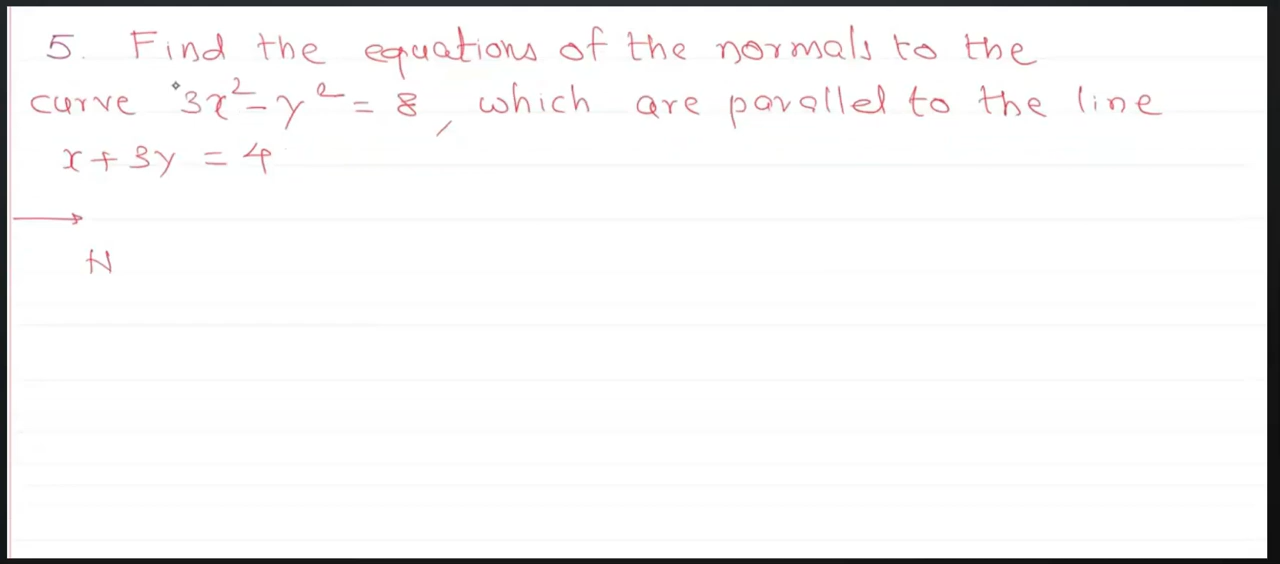 5. Find the equations of the normals to the
curve 3x² - y² = 8, which are parallel to the line
x + 3y = 4
N